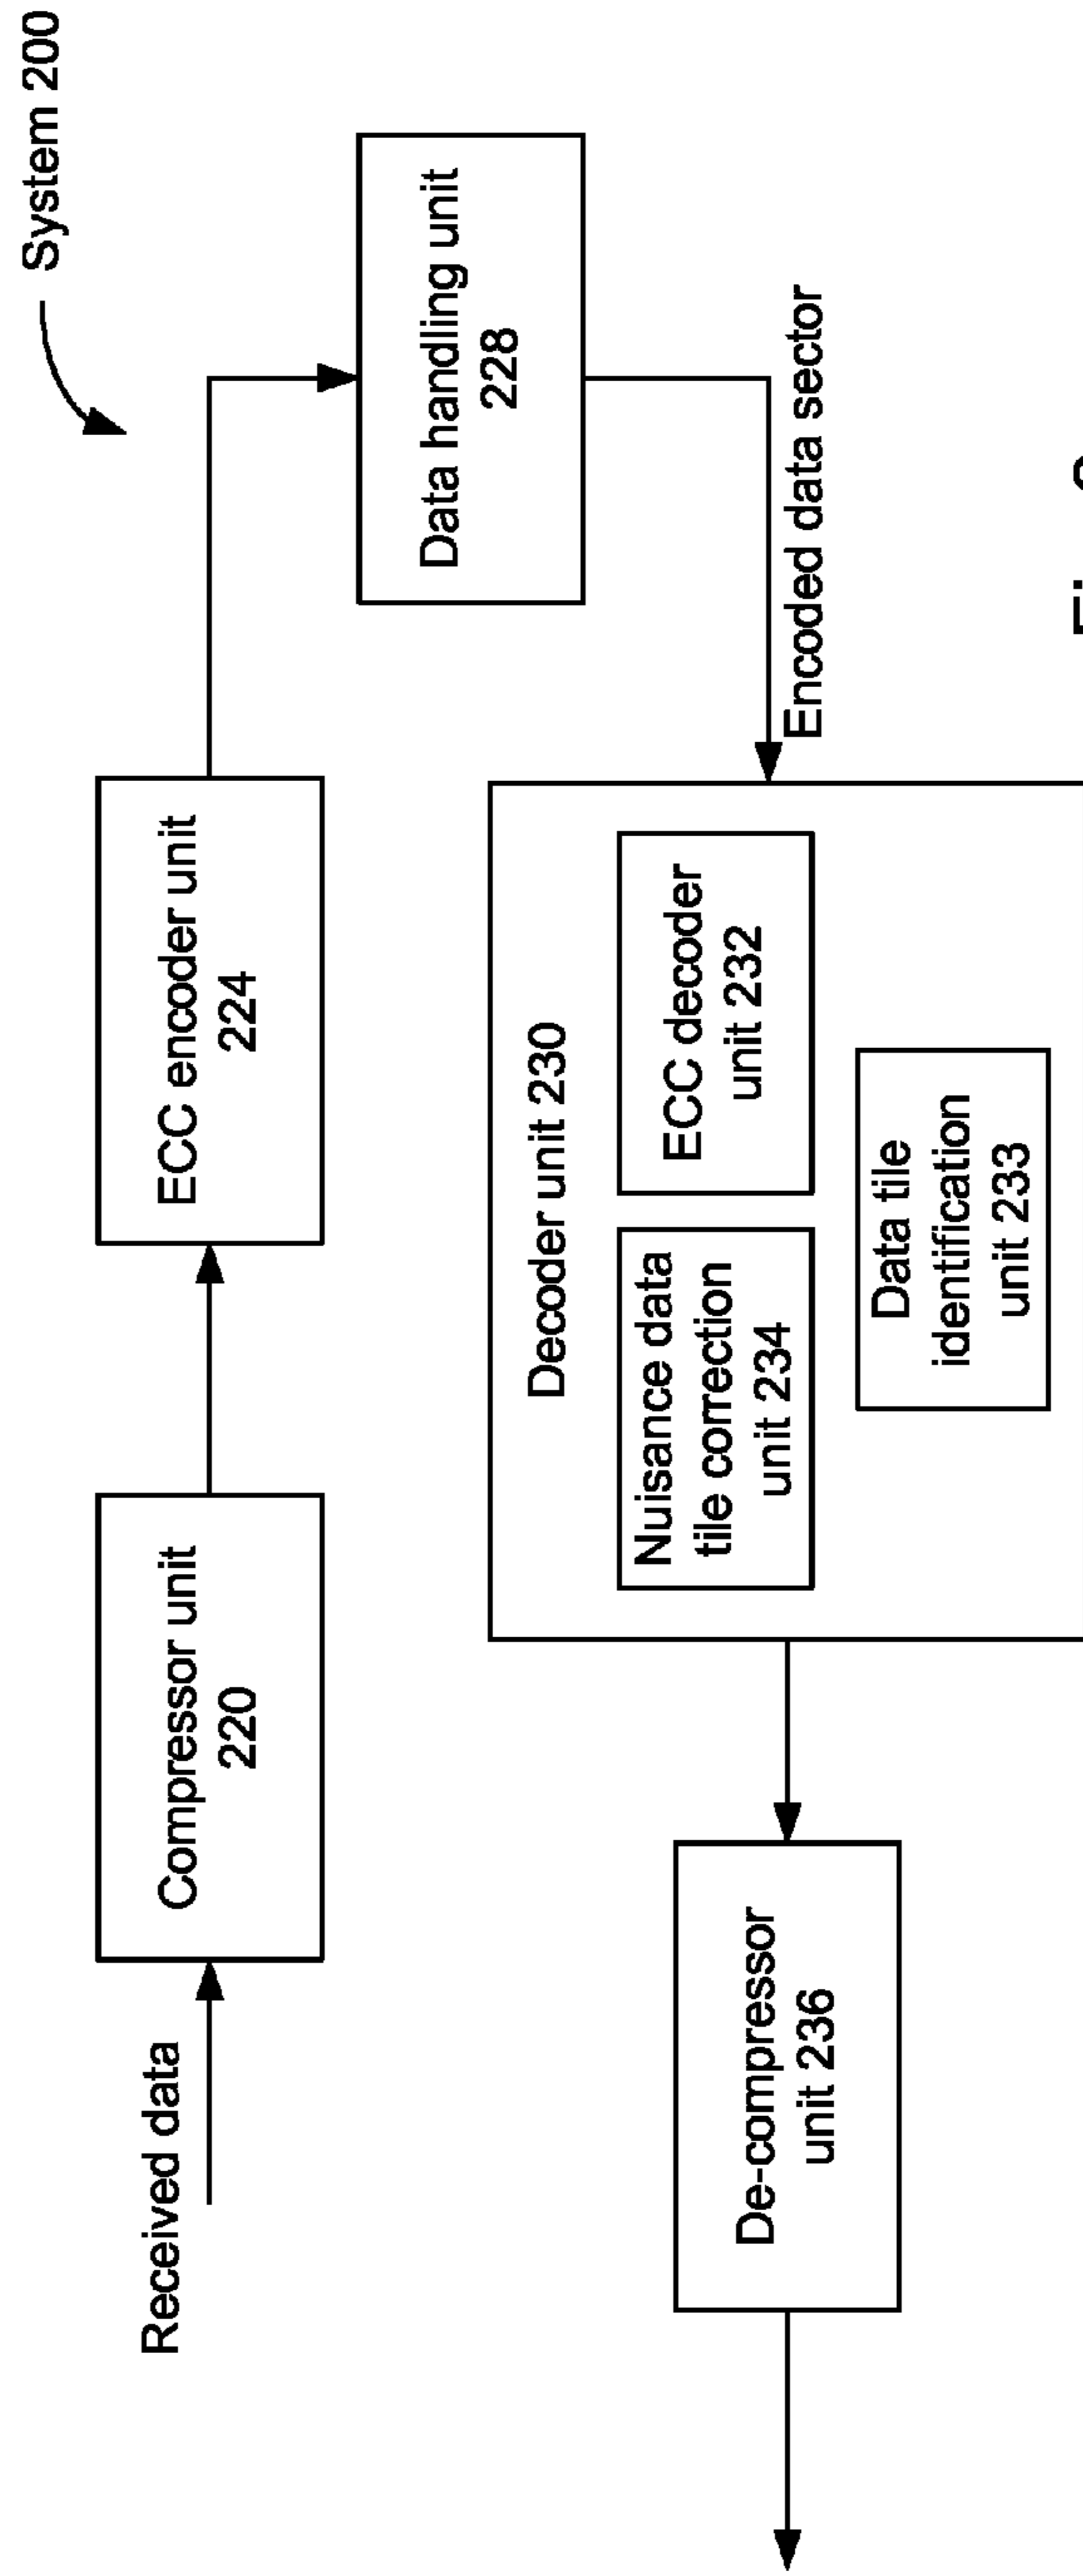 System 200
Received data
Compressor unit
220
ECC encoder unit
224
Data handling unit
228
Encoded data sector
Decoder unit 230
Nuisance data
tile correction
unit 234
ECC decoder
unit 232
Data tile
identification
unit 233
De-compressor
unit 236